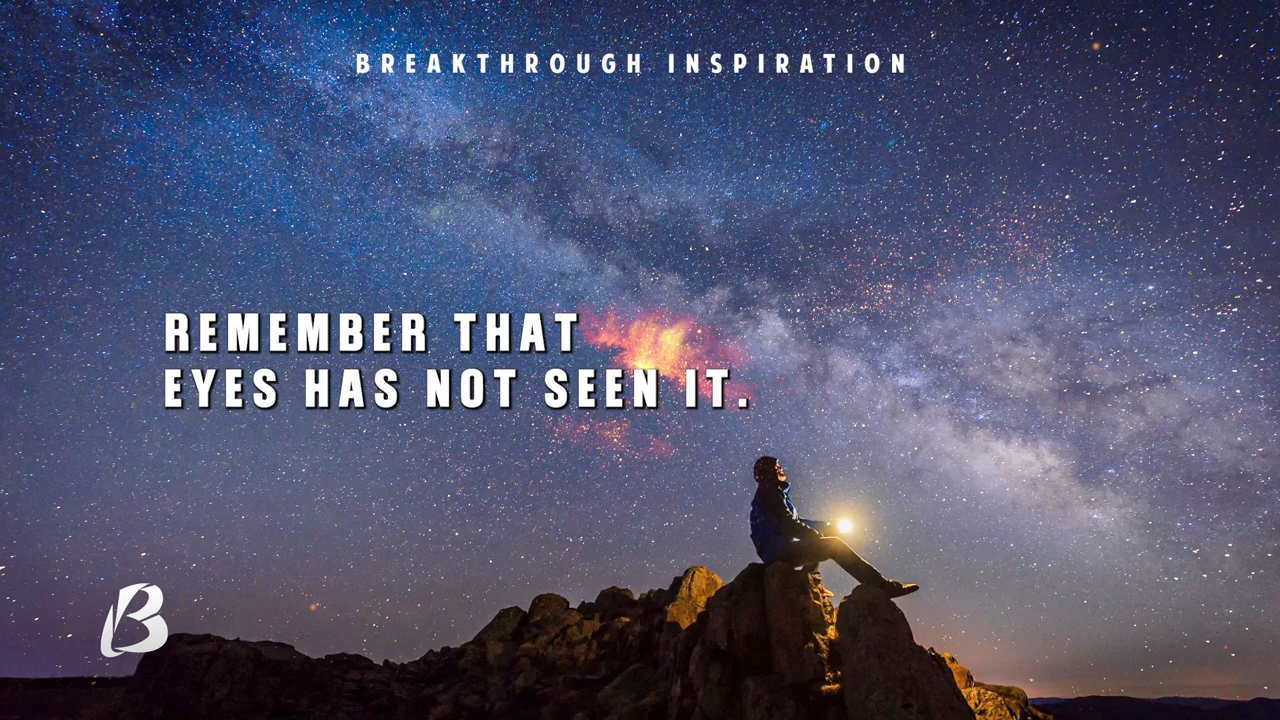 BREAKTHROUGH INSPIRATION
REMEMBER THAT
EYES HAS NOT SEEN IT.
B